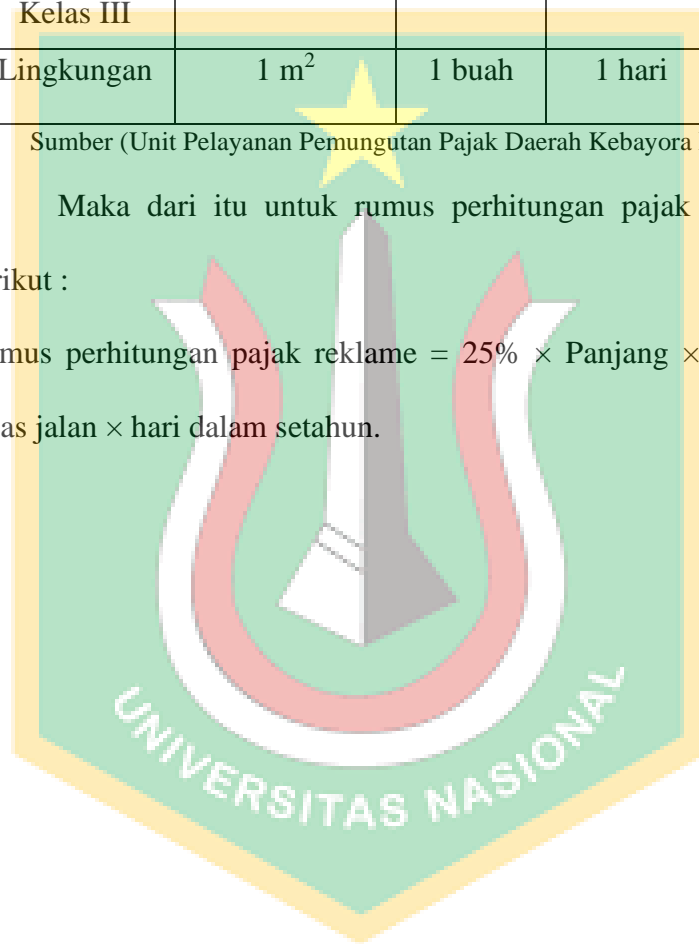 Kelas III
Lingkungan 1 m² 1 buah 1 hari
Sumber (Unit Pelayanan Pemungutan Pajak Daerah Kebayora
Maka dari itu untuk rumus perhitungan pajak
rikut :
mus perhitungan pajak reklame = 25% × Panjang ×
as jalan × hari dalam setahun.
UNIVERSITAS NASIONAL